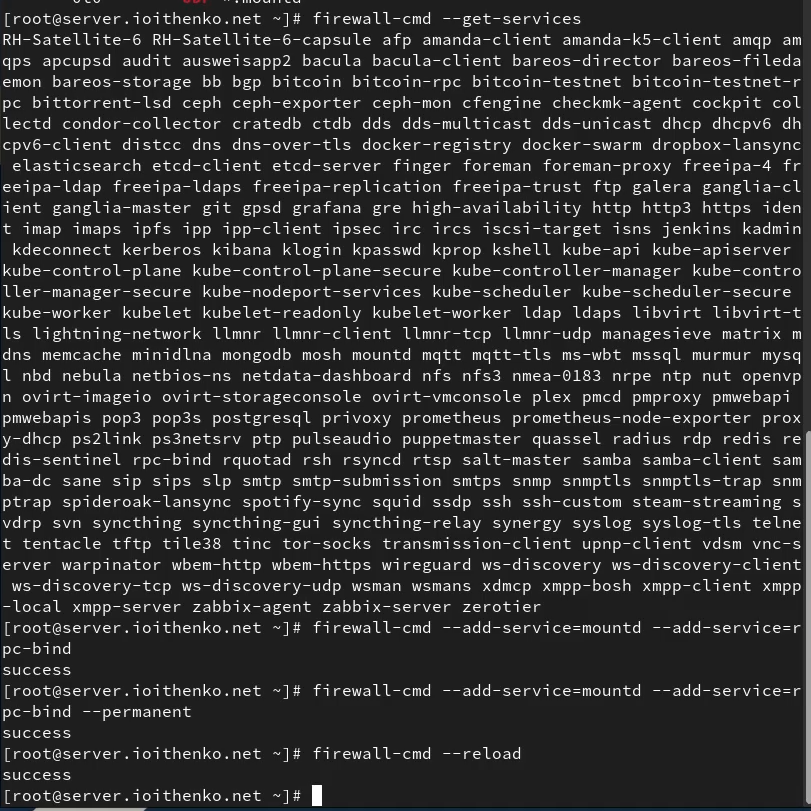 [root@server.ioithenko.net ~]# firewall-cmd --get-services
RH-Satellite-6 RH-Satellite-6-capsule afp amanda-client amanda-k5-client amqp am
qps apcupsd audit ausweisapp2 bacula bacula-client bareos-director bareos-fileda
emon bareos-storage bb bgp bitcoin bitcoin-rpc bitcoin-testnet bitcoin-testnet-r
pc bittorrent-lsd ceph ceph-exporter ceph-mon cfengine checkmk-agent cockpit col
lectd condor-collector cratedb ctdb dds dds-multicast dds-unicast dhcp dhcpv6 dh
cpv6-client distcc dns dns-over-tls docker-registry docker-swarm dropbox-lansync
 elasticsearch etcd-client etcd-server finger foreman foreman-proxy freeipa-4 fr
eeipa-ldap freeipa-ldaps freeipa-replication freeipa-trust ftp galera ganglia-cl
ient ganglia-master git gpsd grafana gre high-availability http http3 https iden
t imap imaps ipfs ipp ipp-client ipsec irc ircs iscsi-target isns jenkins kadmin
 kdeconnect kerberos kibana klogin kpasswd kprop kshell kube-api kube-apiserver
kube-control-plane kube-control-plane-secure kube-controller-manager kube-contro
ller-manager-secure kube-nodeport-services kube-scheduler kube-scheduler-secure
kube-worker kubelet kubelet-readonly kubelet-worker ldap ldaps libvirt libvirt-t
ls lightning-network llmnr llmnr-client llmnr-tcp llmnr-udp managesieve matrix m
dns memcache minidlna mongodb mosh mountd mqtt mqtt-tls ms-wbt mssql murmur mysq
l nbd nebula netbios-ns netdata-dashboard nfs nfs3 nmea-0183 nrpe ntp nut openvp
n ovirt-imageio ovirt-storageconsole ovirt-vmconsole plex pmcd pmproxy pmwebapi
pmwebapis pop3 pop3s postgresql privoxy prometheus prometheus-node-exporter prox
y-dhcp ps2link ps3netsrv ptp pulseaudio puppetmaster quassel radius rdp redis re
dis-sentinel rpc-bind rquotad rsh rsyncd rtsp salt-master samba samba-client sam
ba-dc sane sip sips slp smtp smtp-submission smtps snmp snmptls snmptls-trap snm
ptrap spideroak-lansync spotify-sync squid ssdp ssh ssh-custom steam-streaming s
vdrp svn syncthing syncthing-gui syncthing-relay synergy syslog syslog-tls telne
t tentacle tftp tile38 tinc tor-socks transmission-client upnp-client vdsm vnc-s
erver warpinator wbem-http wbem-https wireguard ws-discovery ws-discovery-client
 ws-discovery-tcp ws-discovery-udp wsman wsmans xdmcp xmpp-bosh xmpp-client xmpp
-local xmpp-server zabbix-agent zabbix-server zerotier
[root@server.ioithenko.net ~]# firewall-cmd --add-service=mountd --add-service=r
pc-bind
success
[root@server.ioithenko.net ~]# firewall-cmd --add-service=mountd --add-service=r
pc-bind --permanent
success
[root@server.ioithenko.net ~]# firewall-cmd --reload
success
[root@server.ioithenko.net ~]#